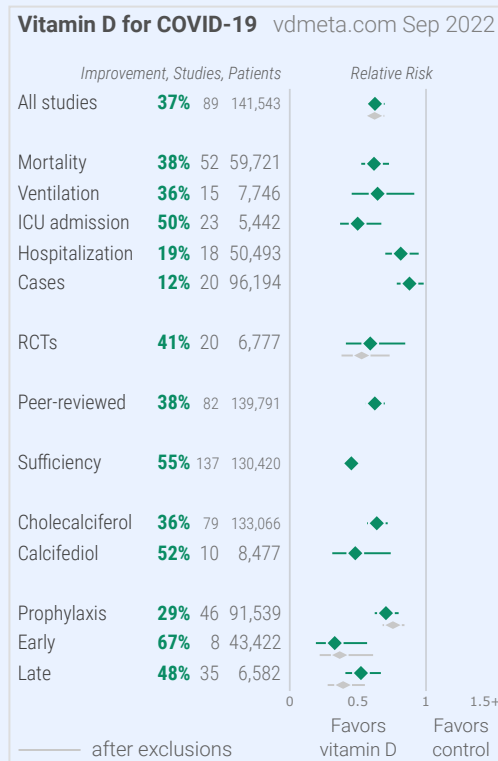 Vitamin D for COVID-19 vdmeta.com Sep 2022
Improvement, Studies, Patients Relative Risk
All studies 37% 89 141,543
Mortality 38% 52 59,721
Ventilation 36% 15 7,746
ICU admission 50% 23 5,442
Hospitalization 19% 18 50,493
Cases 12% 20 96,194
RCTs 41% 20 6,777
Peer-reviewed 38% 82 139,791
Sufficiency 55% 137 130,420
Cholecalciferol 36% 79 133,066
Calcifediol 52% 10 8,477
Prophylaxis 29% 46 91,539
Early 67% 8 43,422
Late 48% 35 6,582
0 0.5 1 1.5+
Favors Favors
after exclusions vitamin D control